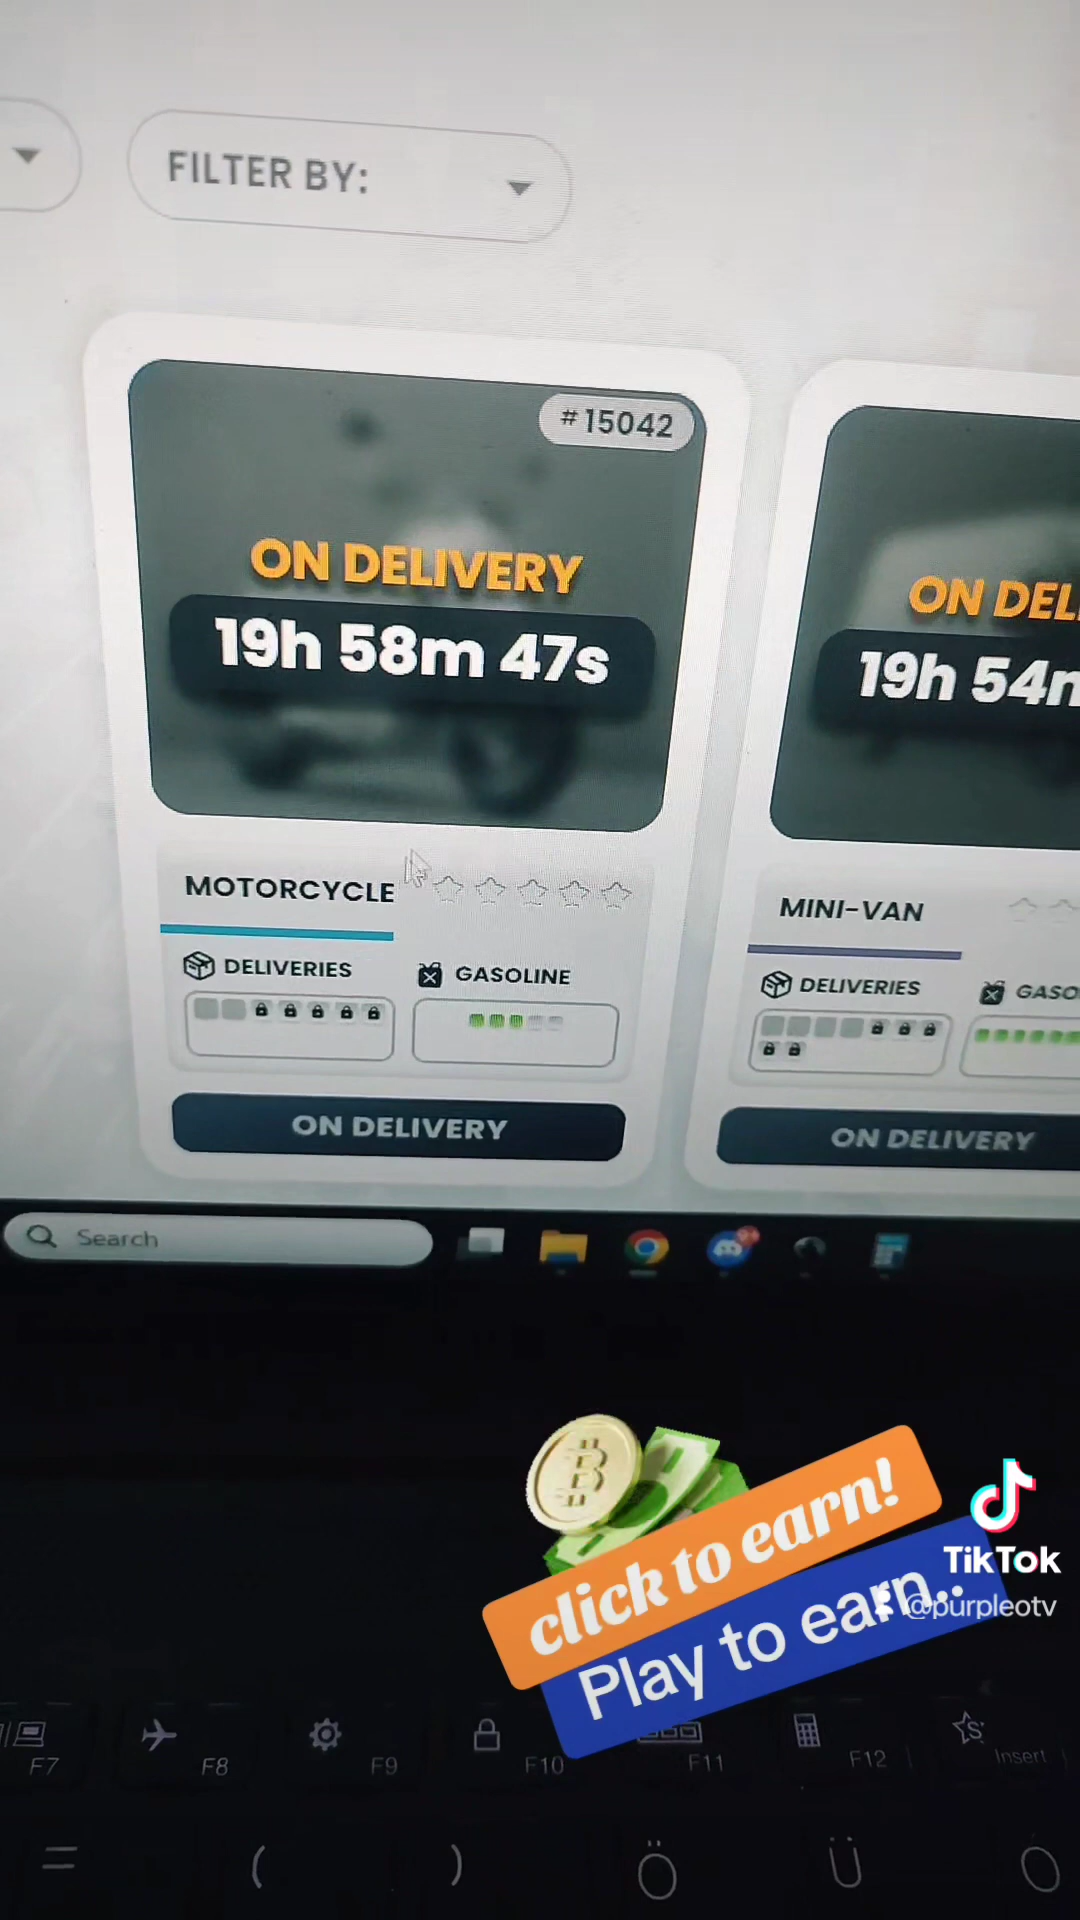 FILTER BY:
#15042
ON DELIVERY
19h 58m 47s
MOTORCYCLE
DELIVERIES
GASOLINE
ON DELIVERY
ON DEL
19h 54m
MINI-VAN
DELIVERIES
GASO
ON DELIVERY
Search
click to earn!
Play to earn..
TikTok
@purpleotv
F7
F8
F9
F10
F11
F12
Insert
=
(
)
Ö
Ü
Ó